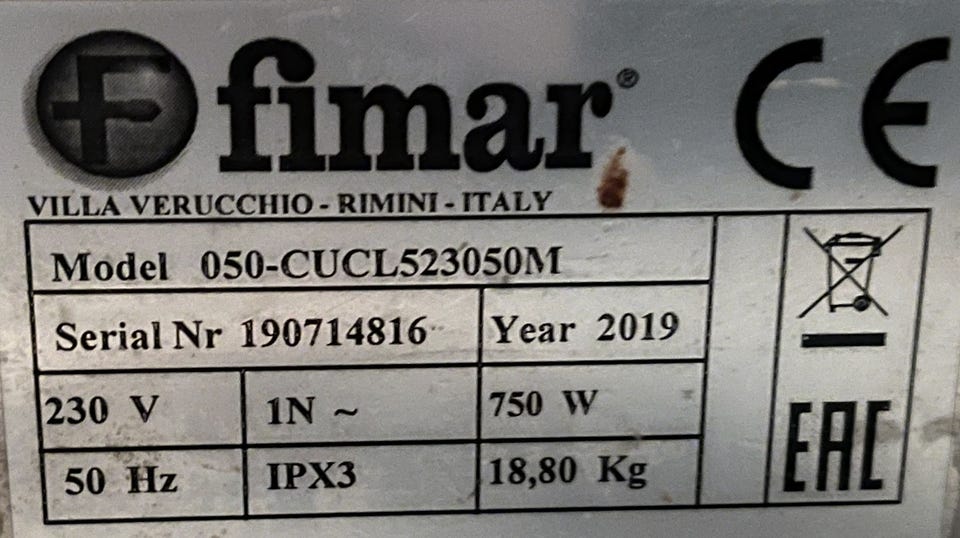 fimar®
CE
VILLA VERUCCHIO - RIMINI - ITALY
Model 050-CUCL523050M
Serial Nr 190714816 Year 2019
230 V 1N ~ 750 W
50 Hz IPX3 18,80 Kg
EAC